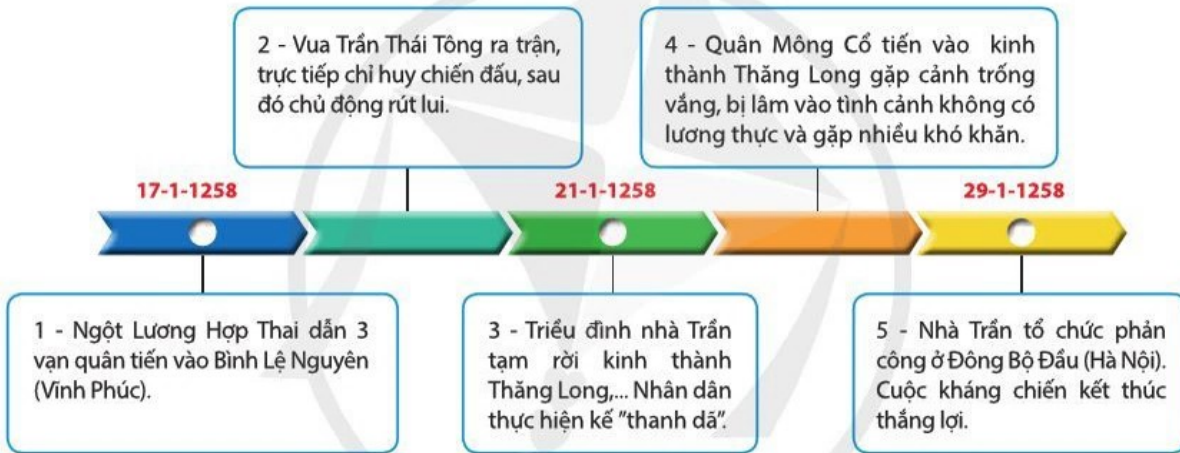 2 - Vua Trần Thái Tông ra trận,
trực tiếp chỉ huy chiến đấu, sau
đó chủ động rút lui.
4 - Quân Mông Cổ tiến vào kinh
thành Thăng Long gặp cảnh trống
vắng, bị lâm vào tình cảnh không có
lương thực và gặp nhiều khó khăn.
17-1-1258
21-1-1258
29-1-1258
1 - Ngột Lương Hợp Thai dẫn 3
vạn quân tiến vào Bình Lệ Nguyên
(Vĩnh Phúc).
3 - Triều đình nhà Trần
tạm rời kinh thành
Thăng Long,... Nhân dân
thực hiện kế "thanh dã".
5 - Nhà Trần tổ chức phản
công ở Đông Bộ Đầu (Hà Nội).
Cuộc kháng chiến kết thúc
thắng lợi.